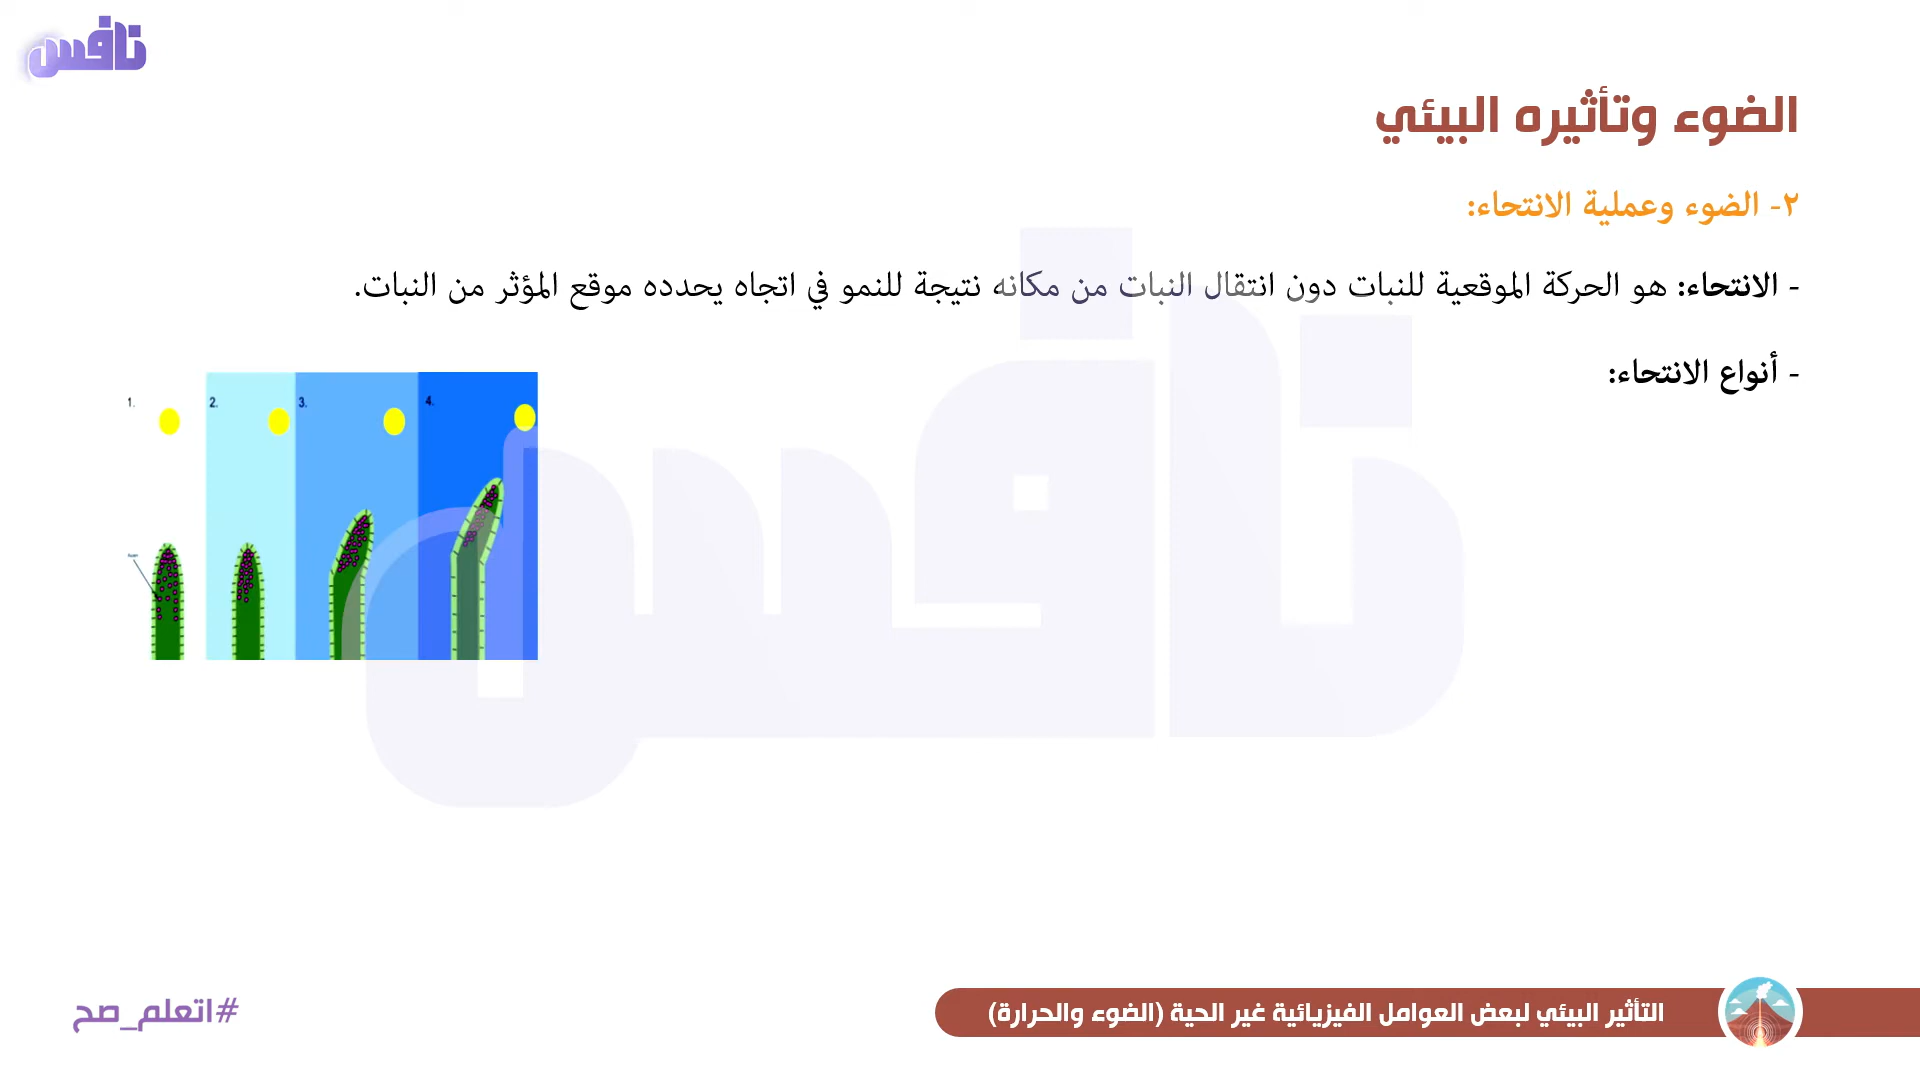 نافس
الضوء وتأثيره البيئي
٢- الضوء وعملية الانتحاء:
- الانتحاء: هو الحركة الموقعية للنبات دون انتقال النبات من مكانه نتيجة للنمو في اتجاه يحدده موقع المؤثر من النبات.
- أنواع الانتحاء:
1. 2. 3. 4.
التأثير البيئي لبعض العوامل الفيزيائية غير الحية (الضوء والحرارة)
#اتعلم_صح